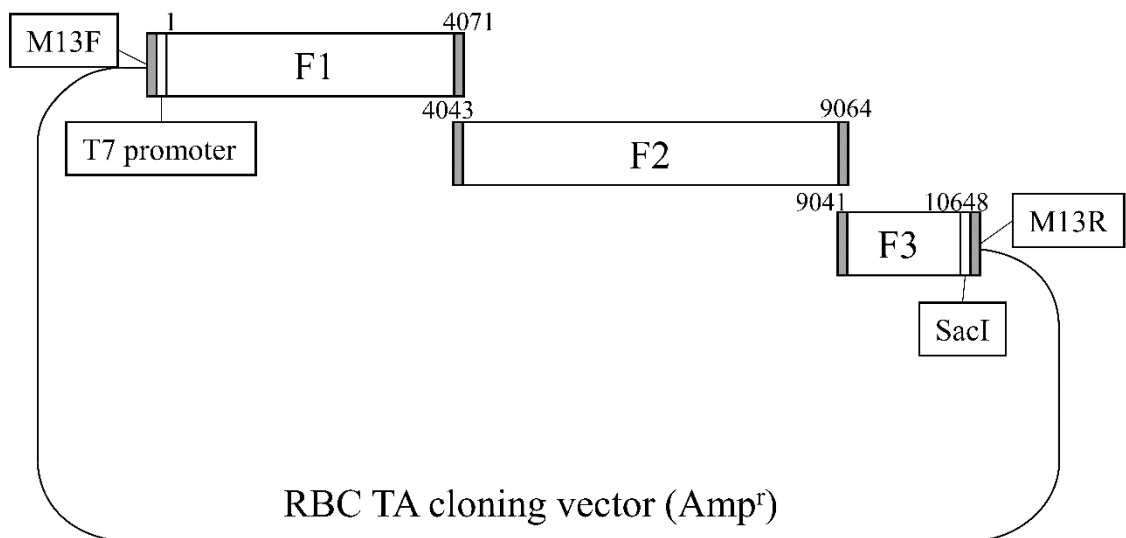 1
4071
M13F
F1
T7 promoter
4043
9064
F2
9041
10648
F3
M13R
SacI
RBC TA cloning vector (Ampʳ)